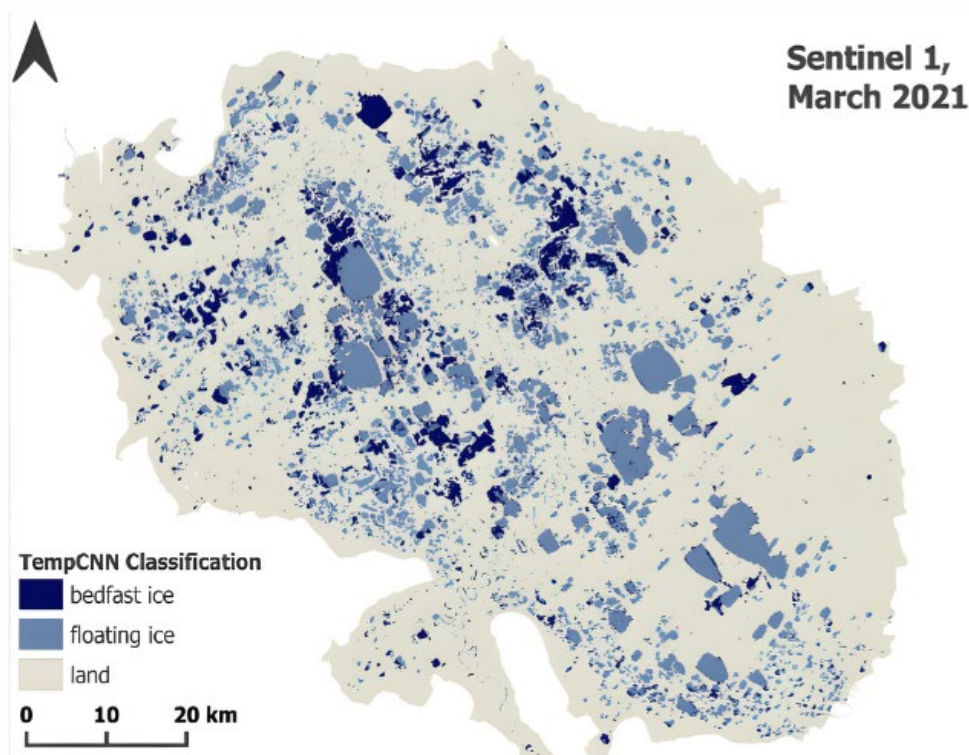 Sentinel 1,
March 2021
TempCNN Classification
bedfast ice
floating ice
land
0 10 20 km